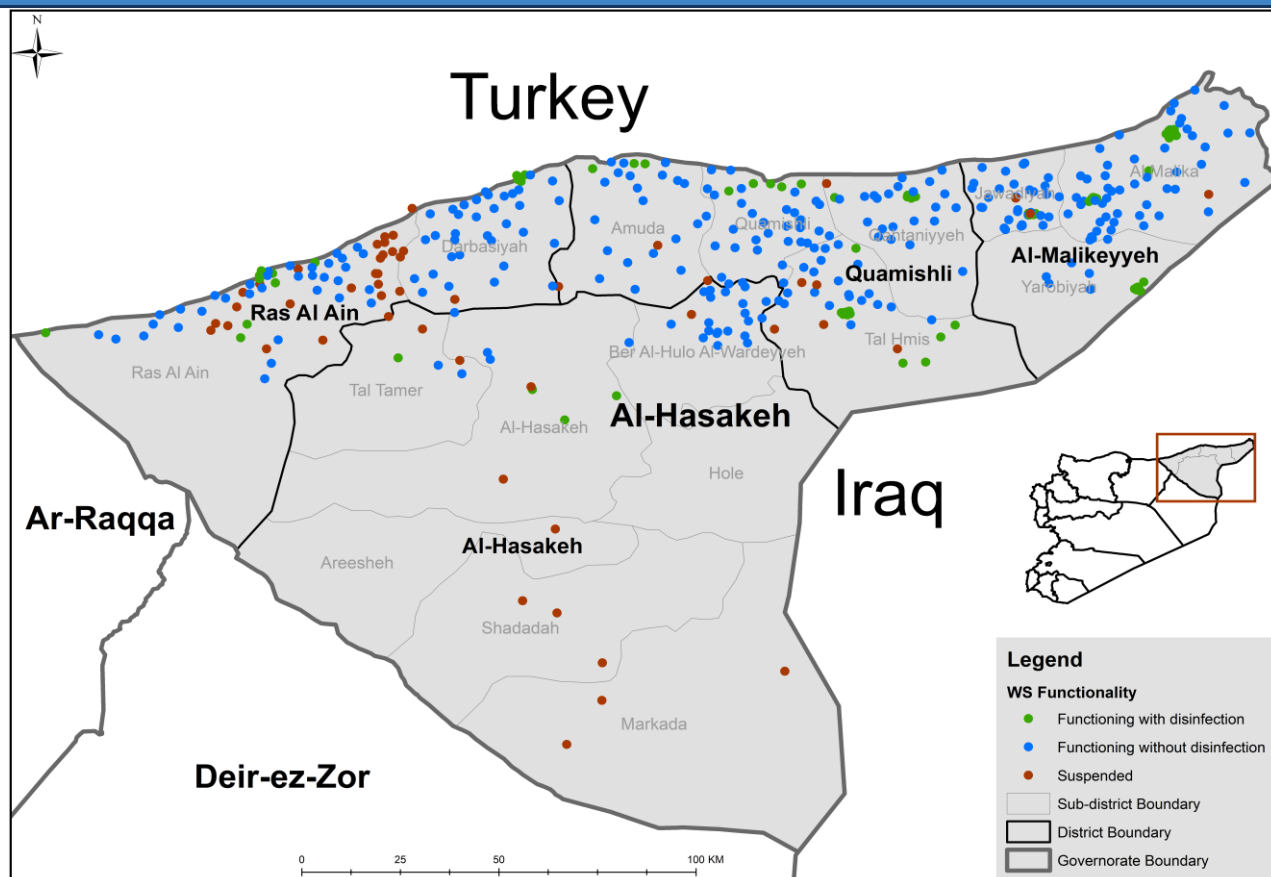 N
Turkey
Al-Malika
Jawadiyah
Amuda
Quamishli
Qahtaniyyeh
Darbasiyah
Al-Malikeyyeh
Quamishli
Yarobiyah
Ras Al Ain
Tal Hmis
Ber Al-Hulo Al-Wardeyyeh
Ras Al Ain
Tal Tamer
Al-Hasakeh
Al-Hasakeh
Hole
Iraq
Ar-Raqqa
Al-Hasakeh
Areesheh
Shadadah
Markada
Deir-ez-Zor
Legend
WS Functionality
Functioning with disinfection
Functioning without disinfection
Suspended
Sub-district Boundary
District Boundary
Governorate Boundary
0 25 50 100 KM